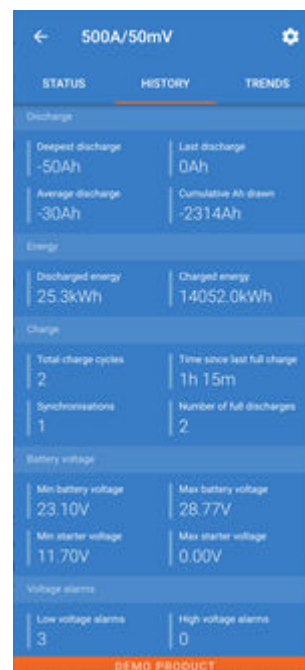 500A/50mV
STATUS HISTORY TRENDS
Discharge
Deepest discharge Last discharge
-50Ah 0Ah
Average discharge Cumulative Ah drawn
-30Ah -2314Ah
Energy
Discharged energy Charged energy
25.3kWh 14052.0kWh
Charge
Total charge cycles Time since last full charge
2 1h 15m
Synchronisations Number of full discharges
1 2
Battery voltage
Min battery voltage Max battery voltage
23.10V 28.77V
Min starter voltage Max starter voltage
11.70V 0.00V
Voltage alarms
Low voltage alarms High voltage alarms
3 0
DEMO PRODUCT